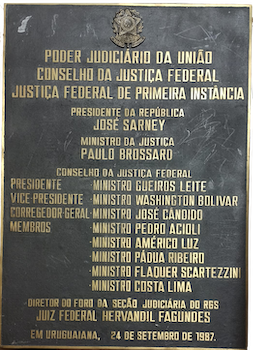 PODER JUDICIÁRIO DA UNIÃO
CONSELHO DA JUSTIÇA FEDERAL
JUSTIÇA FEDERAL DE PRIMEIRA INSTÂNCIA
PRESIDENTE DA REPÚBLICA
JOSÉ SARNEY
MINISTRO DA JUSTIÇA
PAULO BROSSARD
CONSELHO DA JUSTIÇA FEDERAL
PRESIDENTE -MINISTRO GUEIROS LEITE
VICE-PRESIDENTE -MINISTRO WASHINGTON BOLIVAR
CORREGEDOR-GERAL-MINISTRO JOSÉ CÂNDIDO
MEMBROS -MINISTRO PEDRO ACIOLI
-MINISTRO AMÉRICO LUZ
-MINISTRO PÁDUA RIBEIRO
-MINISTRO FLAQUER SCARTEZZINI
-MINISTRO COSTA LIMA
-DIRETOR DO FORO DA SEÇÃO JUDICIÁRIA DO RGS
JUIZ FEDERAL HERVANDIL FAGUNDES
EM URUGUAIANA, 24 DE SETEMBRO DE 1987.